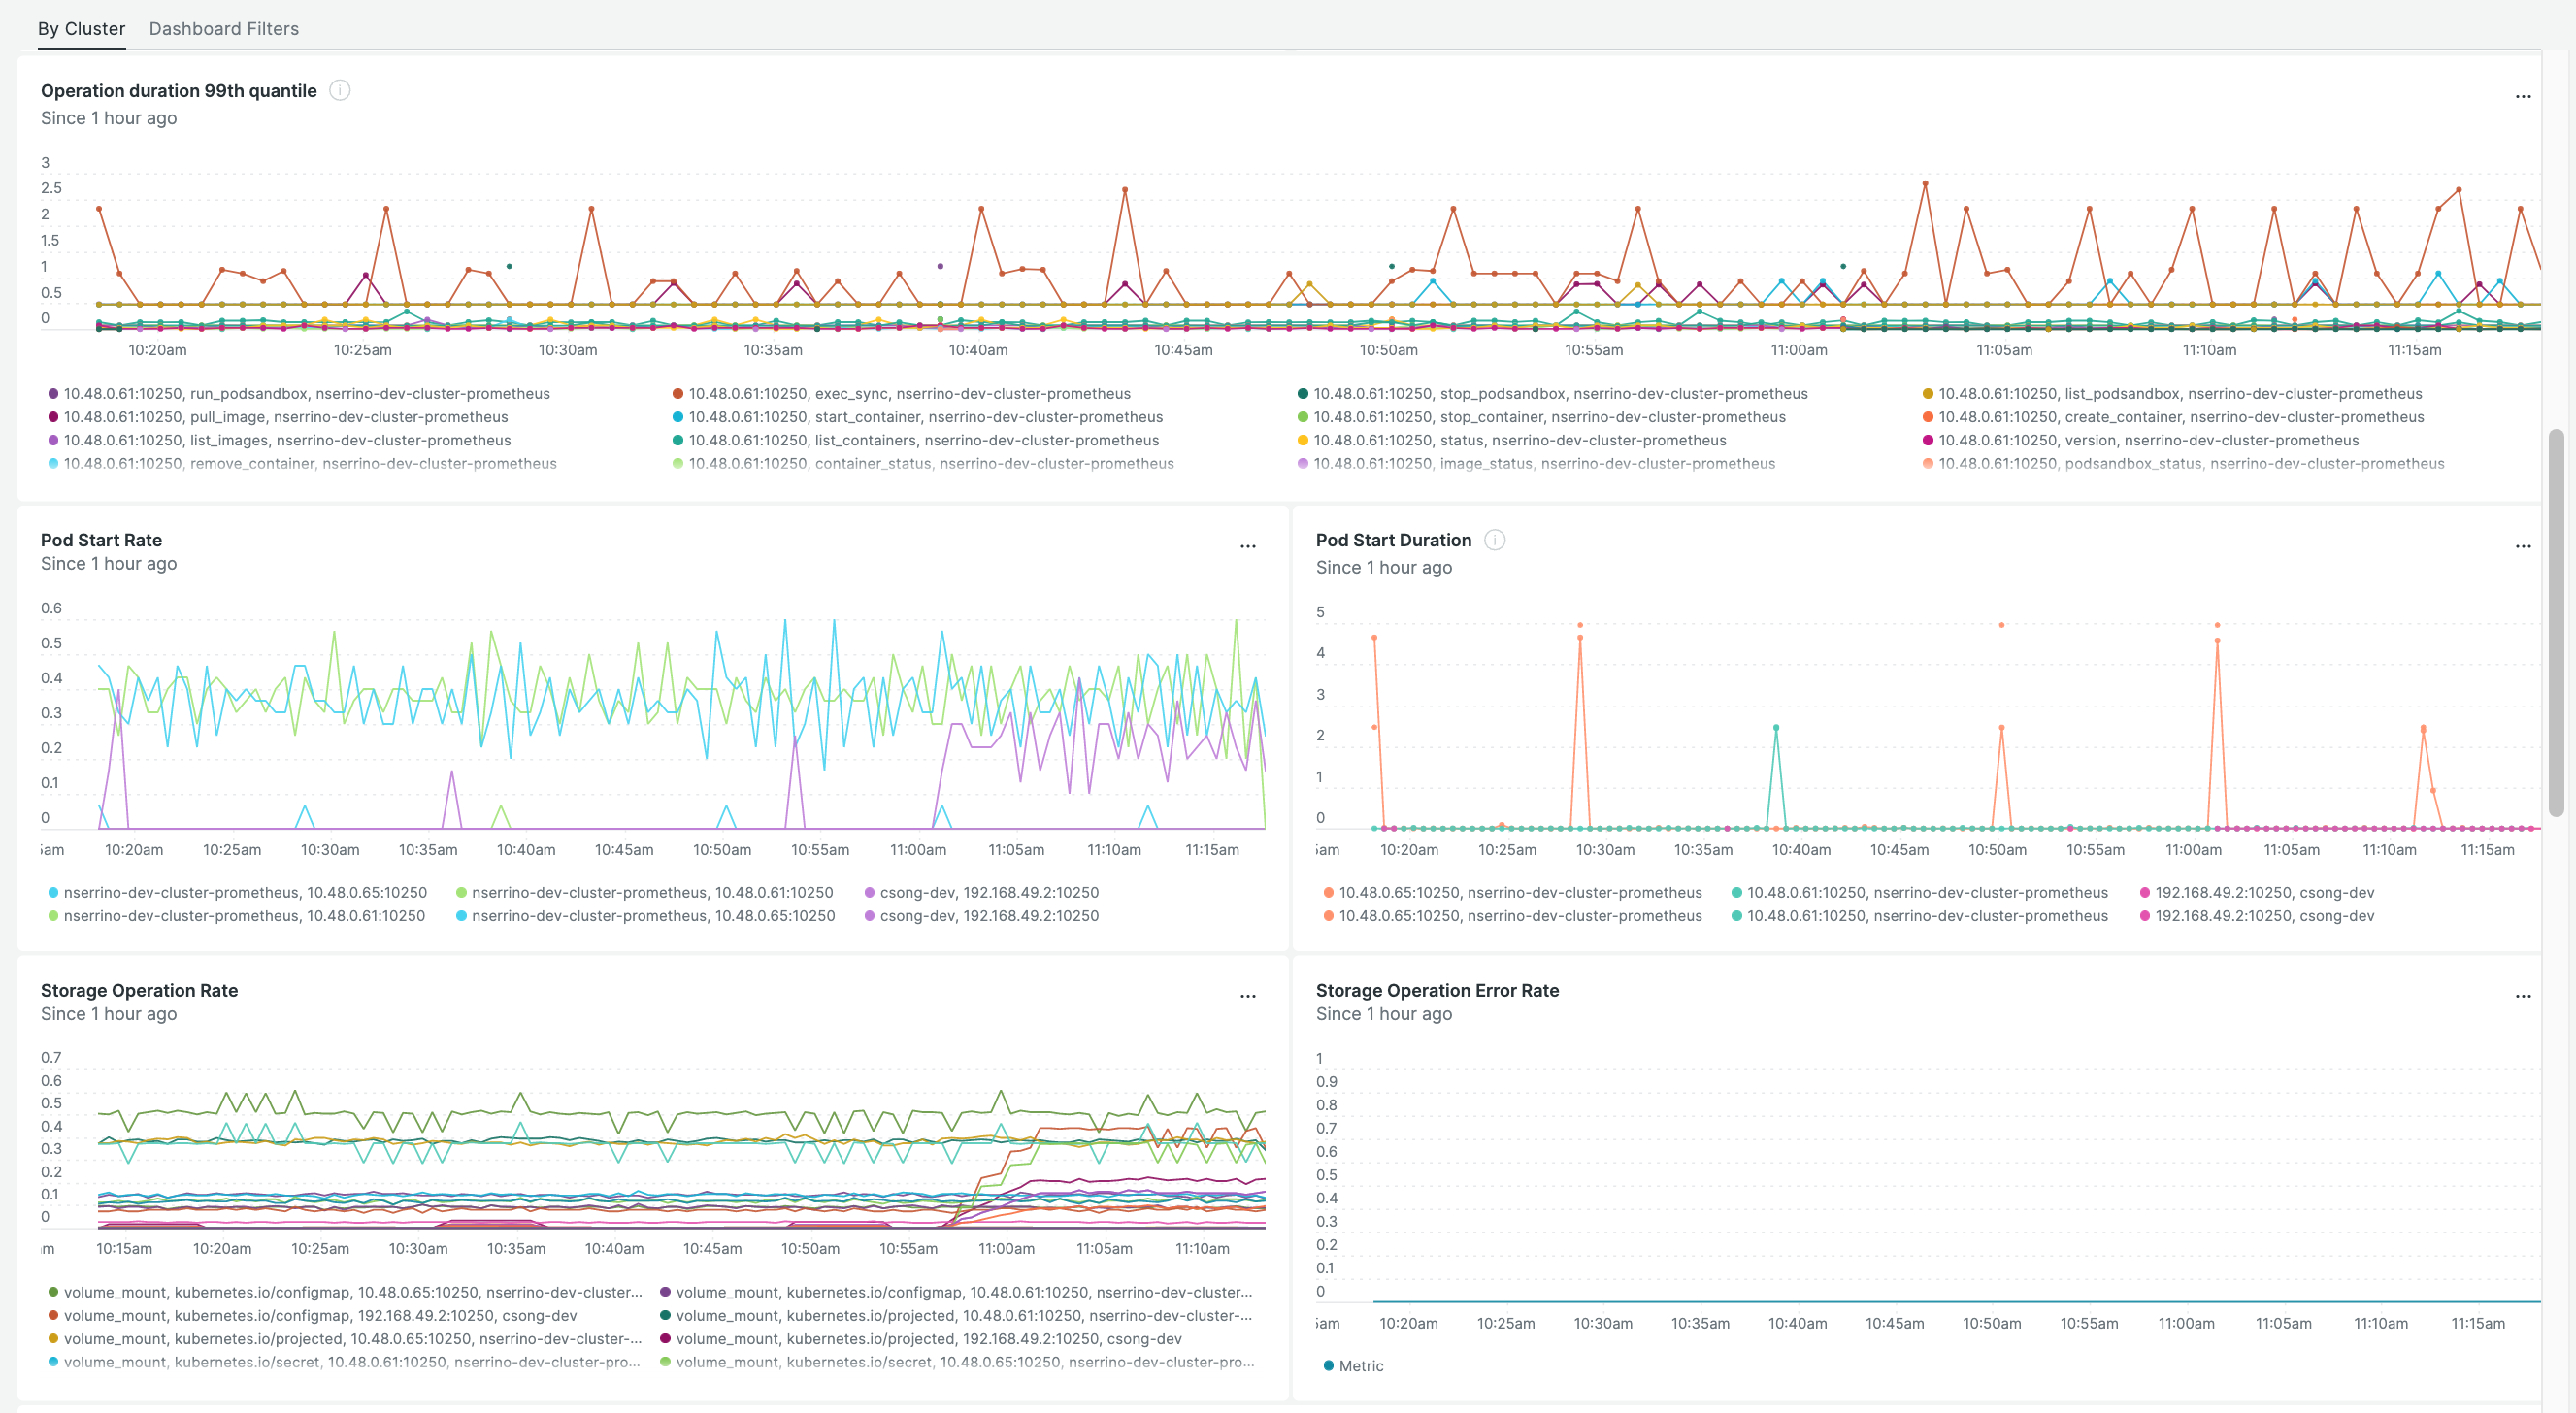 By Cluster Dashboard Filters
Operation duration 99th quantile
Since 1 hour ago
3
2.5
2
1.5
1
0.5
0
10:20am 10:25am 10:30am 10:35am 10:40am 10:45am 10:50am 10:55am 11:00am 11:05am 11:10am 11:15am
10.48.0.61:10250, run_podsandbox, nserrino-dev-cluster-prometheus 10.48.0.61:10250, exec_sync, nserrino-dev-cluster-prometheus 10.48.0.61:10250, stop_podsandbox, nserrino-dev-cluster-prometheus 10.48.0.61:10250, list_podsandbox, nserrino-dev-cluster-prometheus
10.48.0.61:10250, pull_image, nserrino-dev-cluster-prometheus 10.48.0.61:10250, start_container, nserrino-dev-cluster-prometheus 10.48.0.61:10250, stop_container, nserrino-dev-cluster-prometheus 10.48.0.61:10250, create_container, nserrino-dev-cluster-prometheus
10.48.0.61:10250, list_images, nserrino-dev-cluster-prometheus 10.48.0.61:10250, list_containers, nserrino-dev-cluster-prometheus 10.48.0.61:10250, status, nserrino-dev-cluster-prometheus 10.48.0.61:10250, version, nserrino-dev-cluster-prometheus
10.48.0.61:10250, remove_container, nserrino-dev-cluster-prometheus 10.48.0.61:10250, container_status, nserrino-dev-cluster-prometheus 10.48.0.61:10250, image_status, nserrino-dev-cluster-prometheus 10.48.0.61:10250, podsandbox_status, nserrino-dev-cluster-prometheus
Pod Start Rate
Since 1 hour ago
0.6
0.5
0.4
0.3
0.2
0.1
0
5am 10:20am 10:25am 10:30am 10:35am 10:40am 10:45am 10:50am 10:55am 11:00am 11:05am 11:10am 11:15am
nserrino-dev-cluster-prometheus, 10.48.0.65:10250 nserrino-dev-cluster-prometheus, 10.48.0.61:10250 csong-dev, 192.168.49.2:10250
nserrino-dev-cluster-prometheus, 10.48.0.61:10250 nserrino-dev-cluster-prometheus, 10.48.0.65:10250 csong-dev, 192.168.49.2:10250
Pod Start Duration
Since 1 hour ago
5
4
3
2
1
0
5am 10:20am 10:25am 10:30am 10:35am 10:40am 10:45am 10:50am 10:55am 11:00am 11:05am 11:10am 11:15am
10.48.0.65:10250, nserrino-dev-cluster-prometheus 10.48.0.61:10250, nserrino-dev-cluster-prometheus 192.168.49.2:10250, csong-dev
10.48.0.65:10250, nserrino-dev-cluster-prometheus 10.48.0.61:10250, nserrino-dev-cluster-prometheus 192.168.49.2:10250, csong-dev
Storage Operation Rate
Since 1 hour ago
0.7
0.6
0.5
0.4
0.3
0.2
0.1
0
m 10:15am 10:20am 10:25am 10:30am 10:35am 10:40am 10:45am 10:50am 10:55am 11:00am 11:05am 11:10am
volume_mount, kubernetes.io/configmap, 10.48.0.65:10250, nserrino-dev-cluster... volume_mount, kubernetes.io/configmap, 10.48.0.61:10250, nserrino-dev-cluster...
volume_mount, kubernetes.io/configmap, 192.168.49.2:10250, csong-dev volume_mount, kubernetes.io/projected, 10.48.0.61:10250, nserrino-dev-cluster-...
volume_mount, kubernetes.io/projected, 10.48.0.65:10250, nserrino-dev-cluster-... volume_mount, kubernetes.io/projected, 192.168.49.2:10250, csong-dev
volume_mount, kubernetes.io/secret, 10.48.0.61:10250, nserrino-dev-cluster-pro... volume_mount, kubernetes.io/secret, 10.48.0.65:10250, nserrino-dev-cluster-pro...
Storage Operation Error Rate
Since 1 hour ago
1
0.9
0.8
0.7
0.6
0.5
0.4
0.3
0.2
0.1
0
5am 10:20am 10:25am 10:30am 10:35am 10:40am 10:45am 10:50am 10:55am 11:00am 11:05am 11:10am 11:15am
Metric